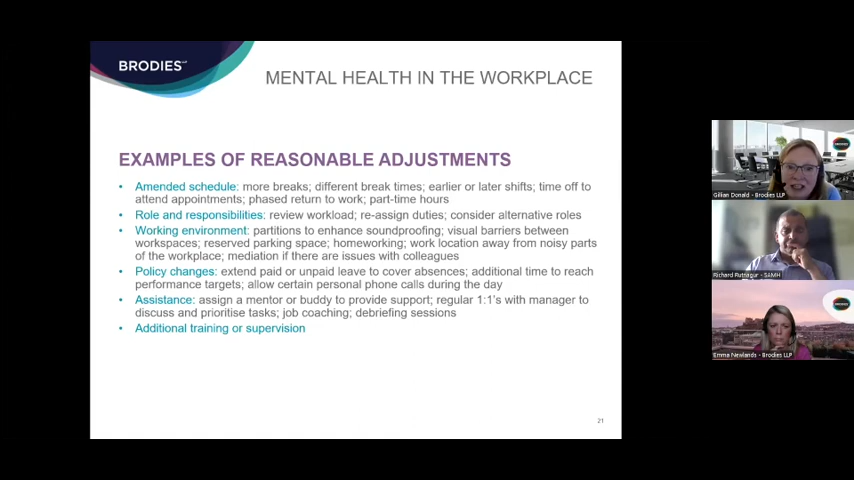 BRODIES LLP
MENTAL HEALTH IN THE WORKPLACE
EXAMPLES OF REASONABLE ADJUSTMENTS
• Amended schedule: more breaks; different break times; earlier or later shifts; time off to
attend appointments; phased return to work; part-time hours
• Role and responsibilities: review workload; re-assign duties; consider alternative roles
• Working environment: partitions to enhance soundproofing; visual barriers between
workspaces; reserved parking space; homeworking; work location away from noisy parts
of the workplace; mediation if there are issues with colleagues
• Policy changes: extend paid or unpaid leave to cover absences; additional time to reach
performance targets; allow certain personal phone calls during the day
• Assistance: assign a mentor or buddy to provide support; regular 1:1's with manager to
discuss and prioritise tasks; job coaching; debriefing sessions
• Additional training or supervision
21
Gillian Donald - Brodies LLP
Richard Rutnagur - SAMH
Emma Newlands - Brodies LLP